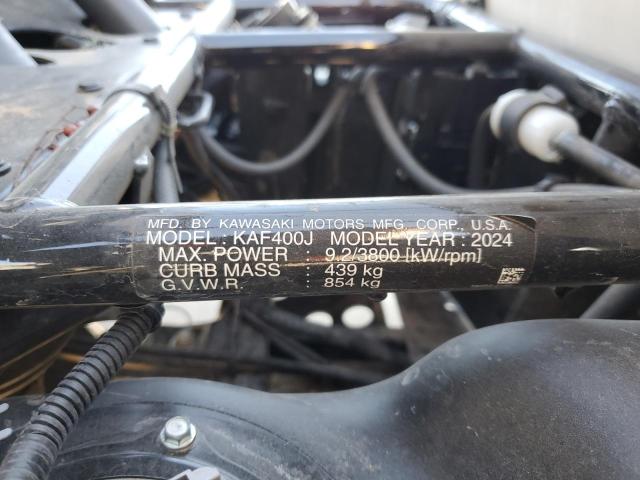 MFD. BY KAWASAKI MOTORS MFG. CORP., U.S.A.
MODEL : KAF400J MODEL YEAR : 2024
MAX. POWER : 9.2/3800 [kW/rpm]
CURB MASS : 439 kg
G.V.W.R. : 854 kg